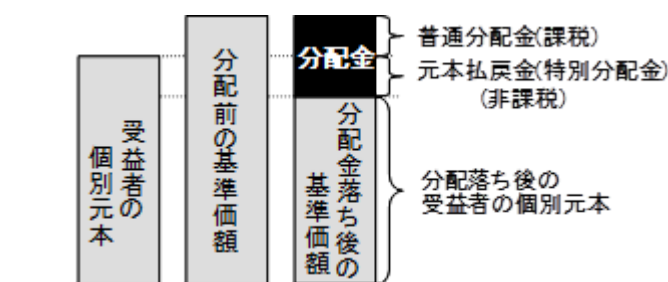 受益者の
個別元本
分配前の基準価額
分配金
分配金落ち後の
基準価額
普通分配金(課税)
元本払戻金(特別分配金)
(非課税)
分配落ち後の
受益者の個別元本